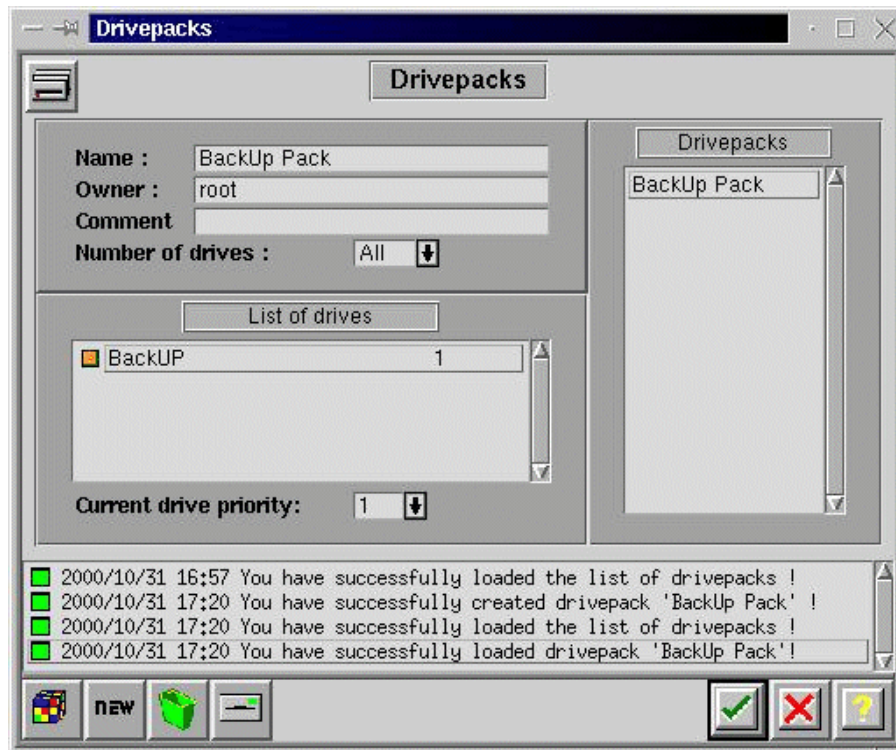 Drivepacks
Drivepacks
Name : BackUp Pack
Owner : root
Comment
Number of drives : All
List of drives
BackUP 1
Current drive priority: 1
Drivepacks
BackUp Pack
2000/10/31 16:57 You have successfully loaded the list of drivepacks !
2000/10/31 17:20 You have successfully created drivepack 'BackUp Pack' !
2000/10/31 17:20 You have successfully loaded the list of drivepacks !
2000/10/31 17:20 You have successfully loaded drivepack 'BackUp Pack'!
NEW
?